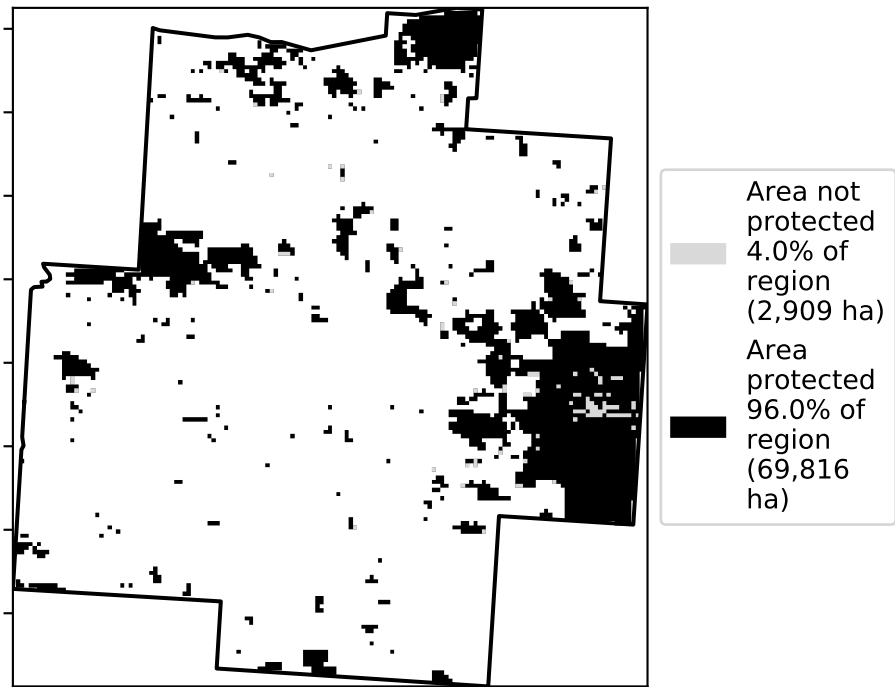 Area not
protected
4.0% of
region
(2,909 ha)
Area
protected
96.0% of
region
(69,816
ha)